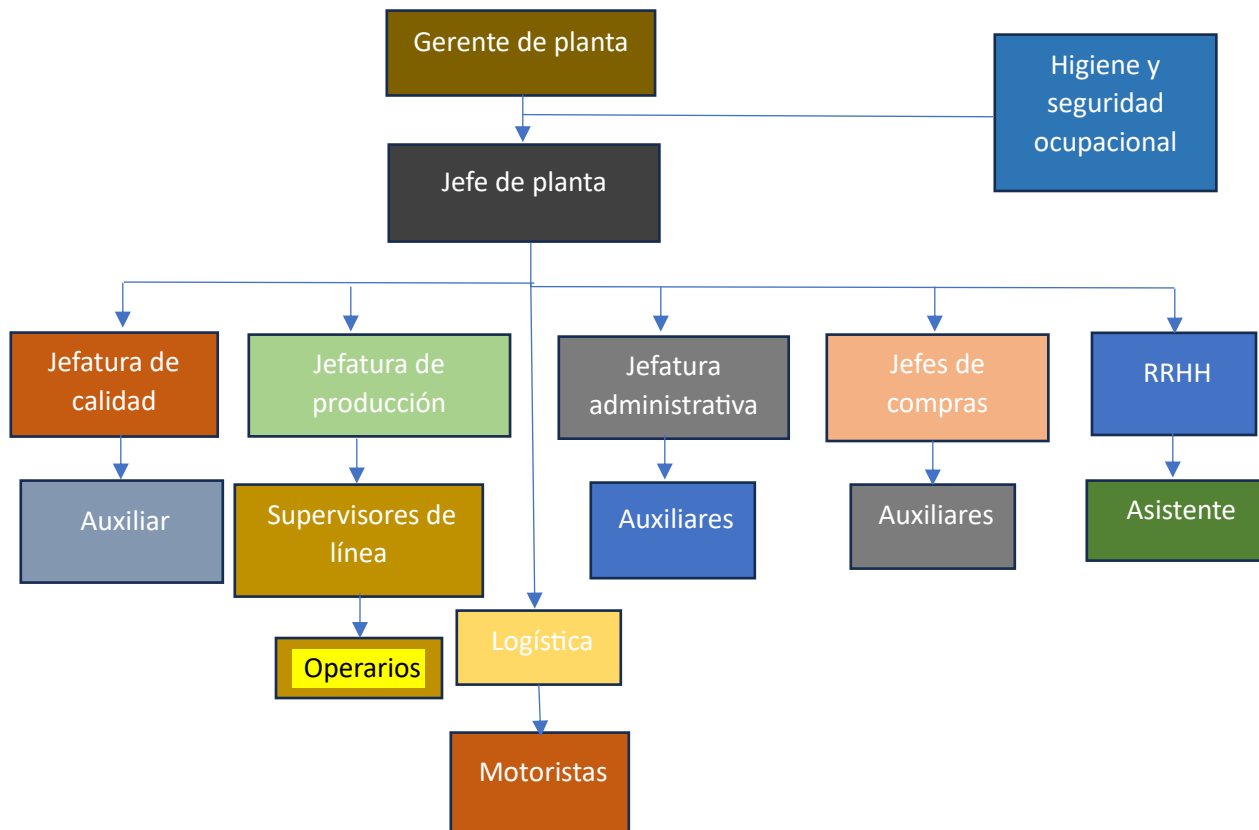 Gerente de planta
Higiene y
seguridad
ocupacional
Jefe de planta
Jefatura de
calidad
Jefatura de
producción
Jefatura
administrativa
Jefes de
compras
RRHH
Auxiliar
Supervisores de
línea
Auxiliares
Auxiliares
Asistente
Operarios
Logística
Motoristas